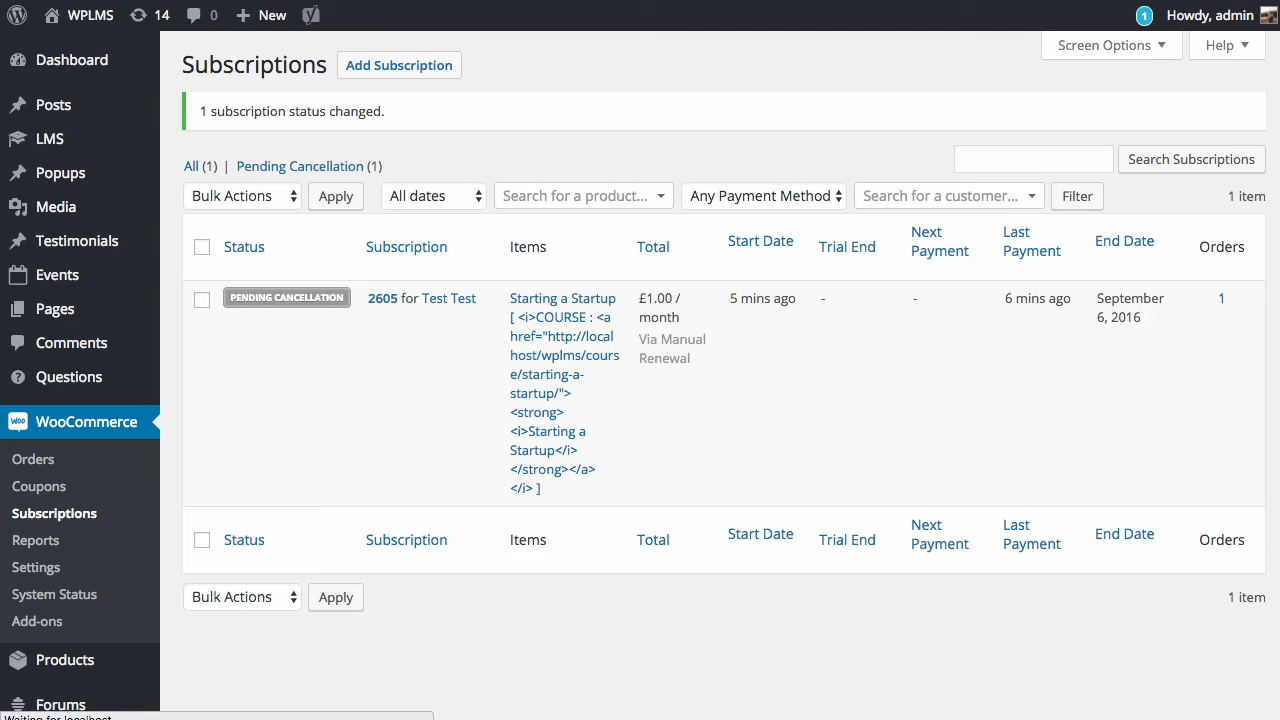 WPLMS 14 0 New 1 Howdy, admin
Screen Options Help
Dashboard
Posts
LMS
Popups
Media
Testimonials
Events
Pages
Comments
Questions
WooCommerce
Orders
Coupons
Subscriptions
Reports
Settings
System Status
Add-ons
Products
Forums
Subscriptions Add Subscription
1 subscription status changed.
All (1) | Pending Cancellation (1)
Search Subscriptions
Bulk Actions Apply All dates Search for a product... Any Payment Method Search for a customer... Filter 1 item
Status Subscription Items Total Start Date Trial End Next Payment Last Payment End Date Orders
PENDING CANCELLATION
2605 for Test Test
Starting a Startup
[ <i>COURSE : <a
href="http://local
host/wplms/cours
e/starting-a-
startup/">
<strong>
<i>Starting a
Startup</i>
</strong></a>
</i> ]
£1.00 /
month
Via Manual
Renewal
5 mins ago
-
-
6 mins ago
September
6, 2016
1
Status Subscription Items Total Start Date Trial End Next Payment Last Payment End Date Orders
Bulk Actions Apply 1 item